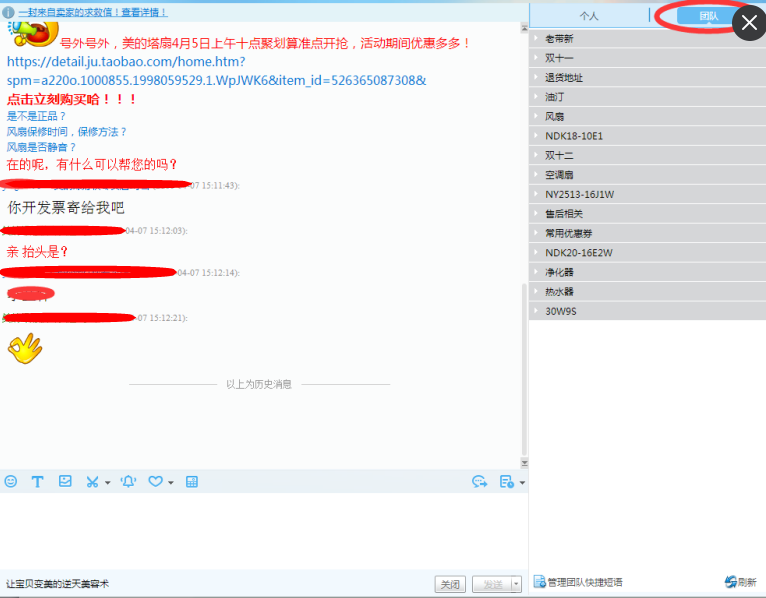 一封来自卖家的求救信！查看详情！
号外号外，美的塔扇4月5日上午十点聚划算准点开抢，活动期间优惠多多！
https://detail.ju.taobao.com/home.htm?
spm=a220o.1000855.1998059529.1.WpJWK6&item_id=526365087308&
点击立刻购买哈！！！
是不是正品？
风扇保修时间，保修方法？
风扇是否静音？
在的呢，有什么可以帮您的吗？
07 15:11:43):
你开发票寄给我吧
04-07 15:12:03):
亲 抬头是？
04-07 15:12:14):
07 15:12:21):
以上为历史消息
让宝贝变美的逆天美容术
关闭
发送
个人
团队
老带新
双十一
退货地址
油汀
风扇
NDK18-10E1
双十二
空调扇
NY2513-16J1W
售后相关
常用优惠券
NDK20-16E2W
净化器
热水器
30W9S
管理团队快捷短语
刷新